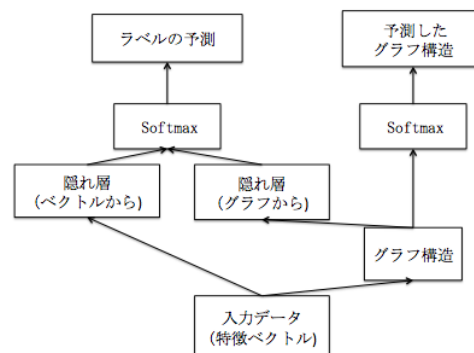 ラベルの予測
予測した
グラフ構造
Softmax
Softmax
隠れ層
(ベクトルから)
隠れ層
(グラフから)
グラフ構造
入力データ
(特徴ベクトル)